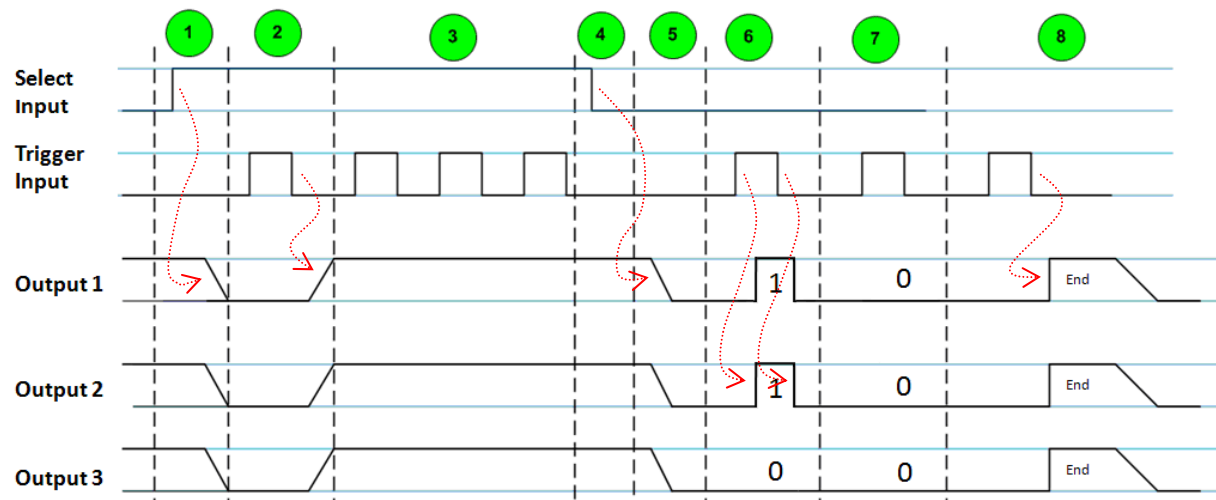 1 2 3 4 5 6 7 8
Select
Input
Trigger
Input
Output 1 1 0 End
Output 2 1 0 End
Output 3 0 0 End